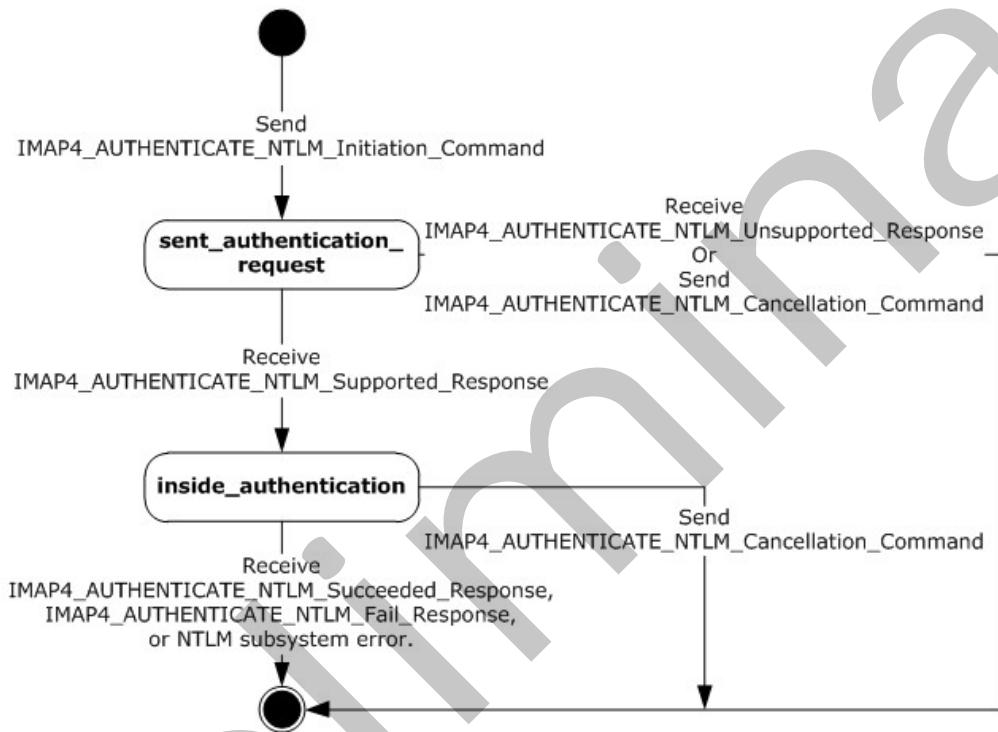 Send
IMAP4_AUTHENTICATE_NTLM_Initiation_Command
sent_authentication_
request
Receive
IMAP4_AUTHENTICATE_NTLM_Unsupported_Response
Or
Send
IMAP4_AUTHENTICATE_NTLM_Cancellation_Command
Receive
IMAP4_AUTHENTICATE_NTLM_Supported_Response
inside_authentication
Send
IMAP4_AUTHENTICATE_NTLM_Cancellation_Command
Receive
IMAP4_AUTHENTICATE_NTLM_Succeeded_Response,
IMAP4_AUTHENTICATE_NTLM_Fail_Response,
or NTLM subsystem error.